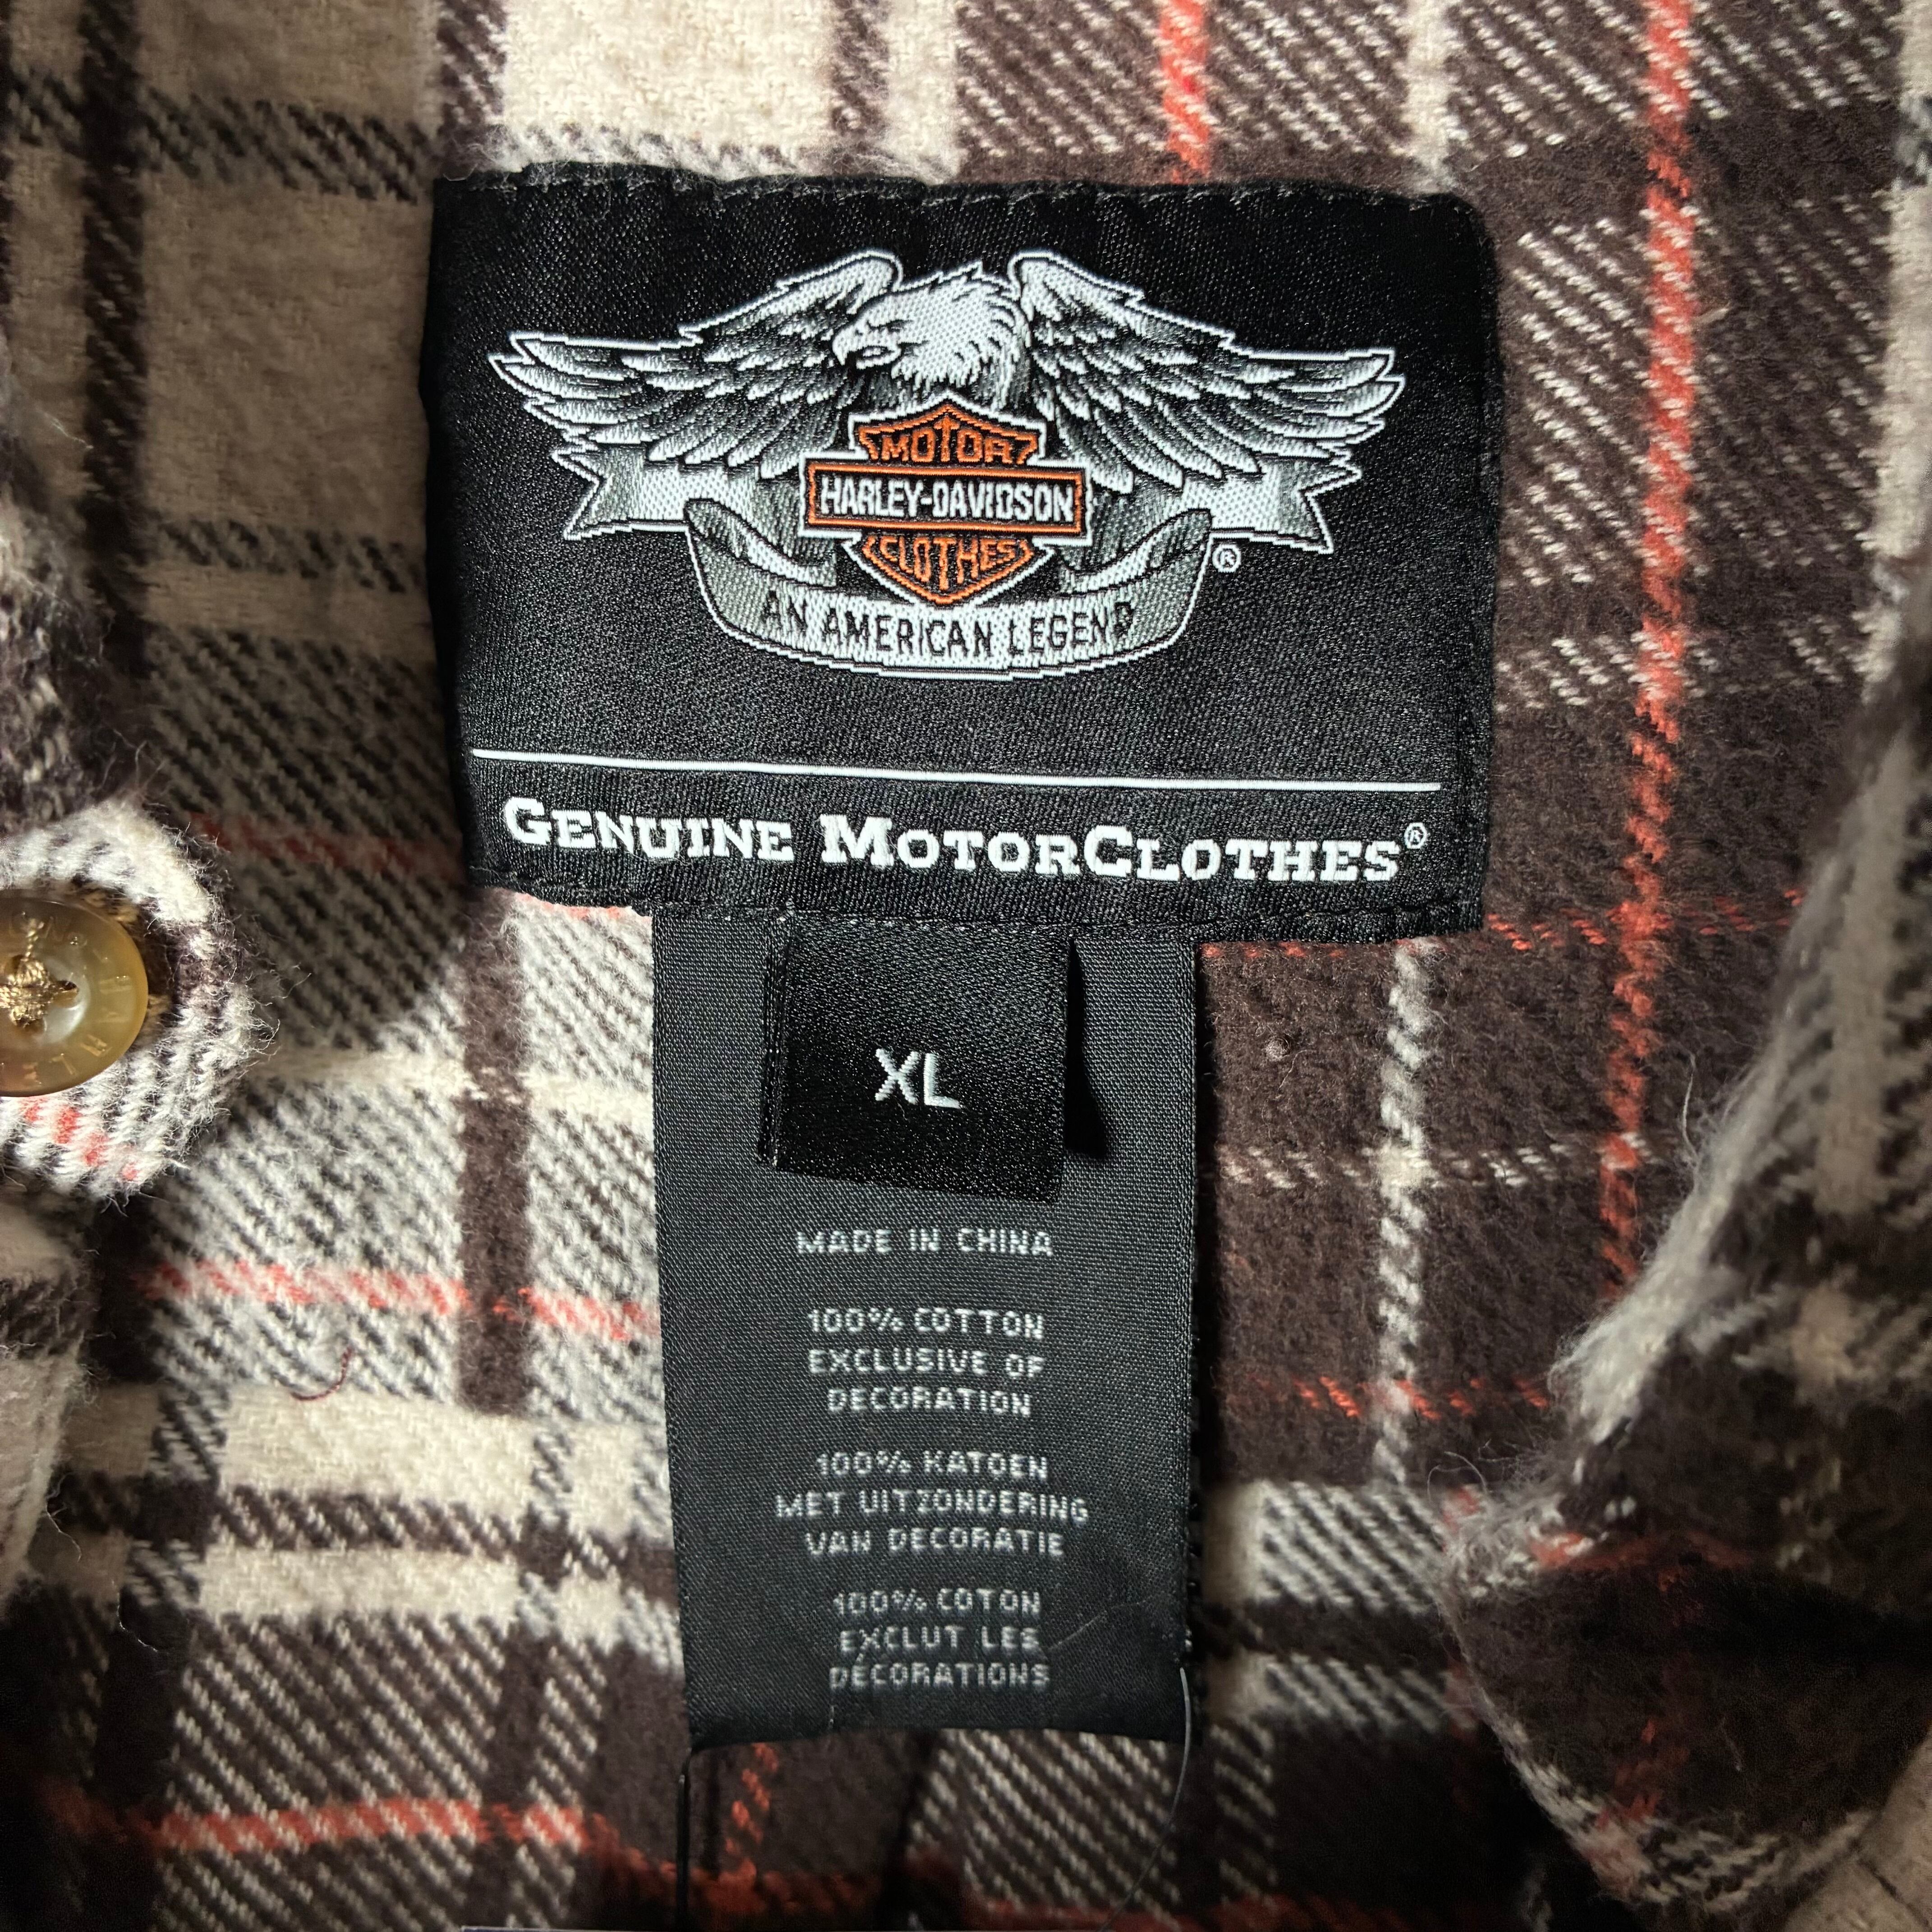 MOTOR
HARLEY-DAVIDSON
CLOTHES
®
AN AMERICAN LEGEND
GENUINE MOTORCLOTHES®
XL
MADE IN CHINA
100% COTTON
EXCLUSIVE OF
DECORATION
100% KATOEN
MET UITZONDERING
VAN DECORATIE
100% COTON
EXCLUT LES
DÉCORATIONS